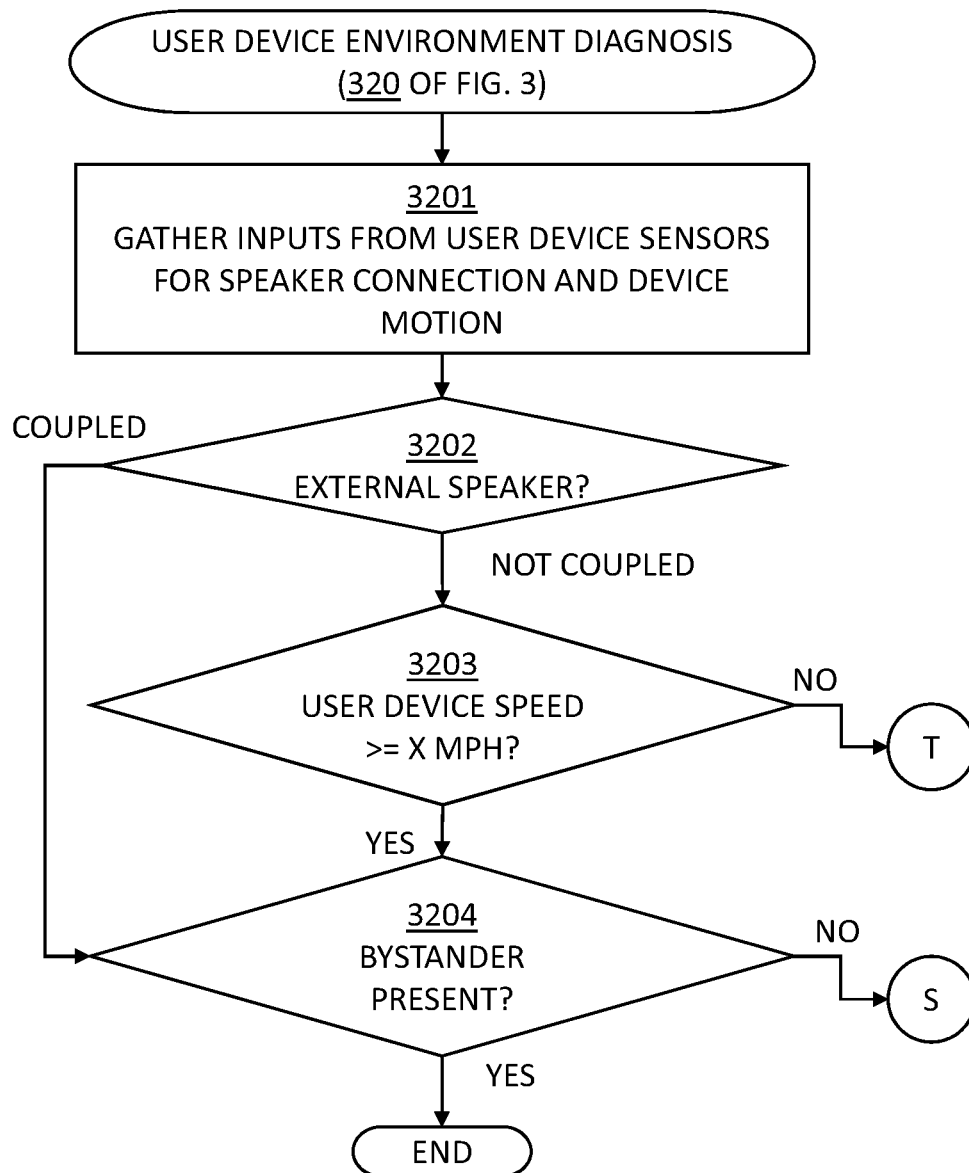 USER DEVICE ENVIRONMENT DIAGNOSIS
(320 OF FIG. 3)
3201
GATHER INPUTS FROM USER DEVICE SENSORS
FOR SPEAKER CONNECTION AND DEVICE
MOTION
COUPLED
3202
EXTERNAL SPEAKER?
NOT COUPLED
3203
USER DEVICE SPEED
>= X MPH?
NO
T
YES
3204
BYSTANDER
PRESENT?
NO
S
YES
END